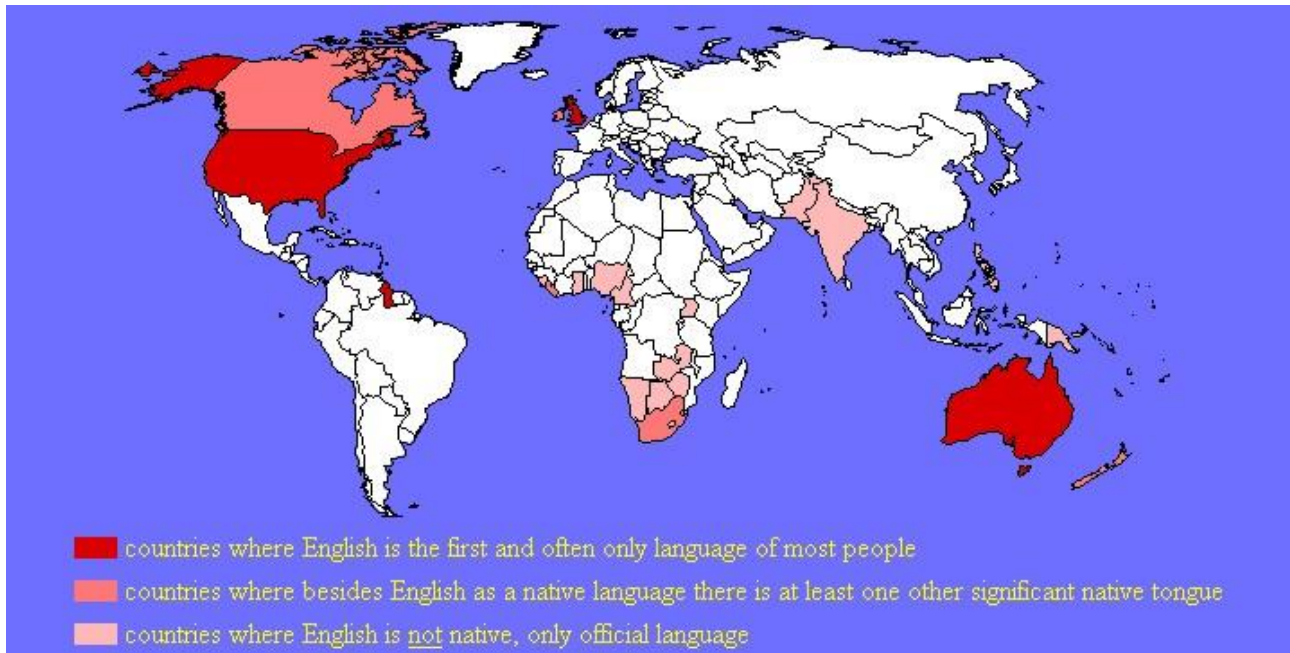 countries where English is the first and often only language of most people
countries where besides English as a native language there is at least one other significant native tongue
countries where English is not native, only official language